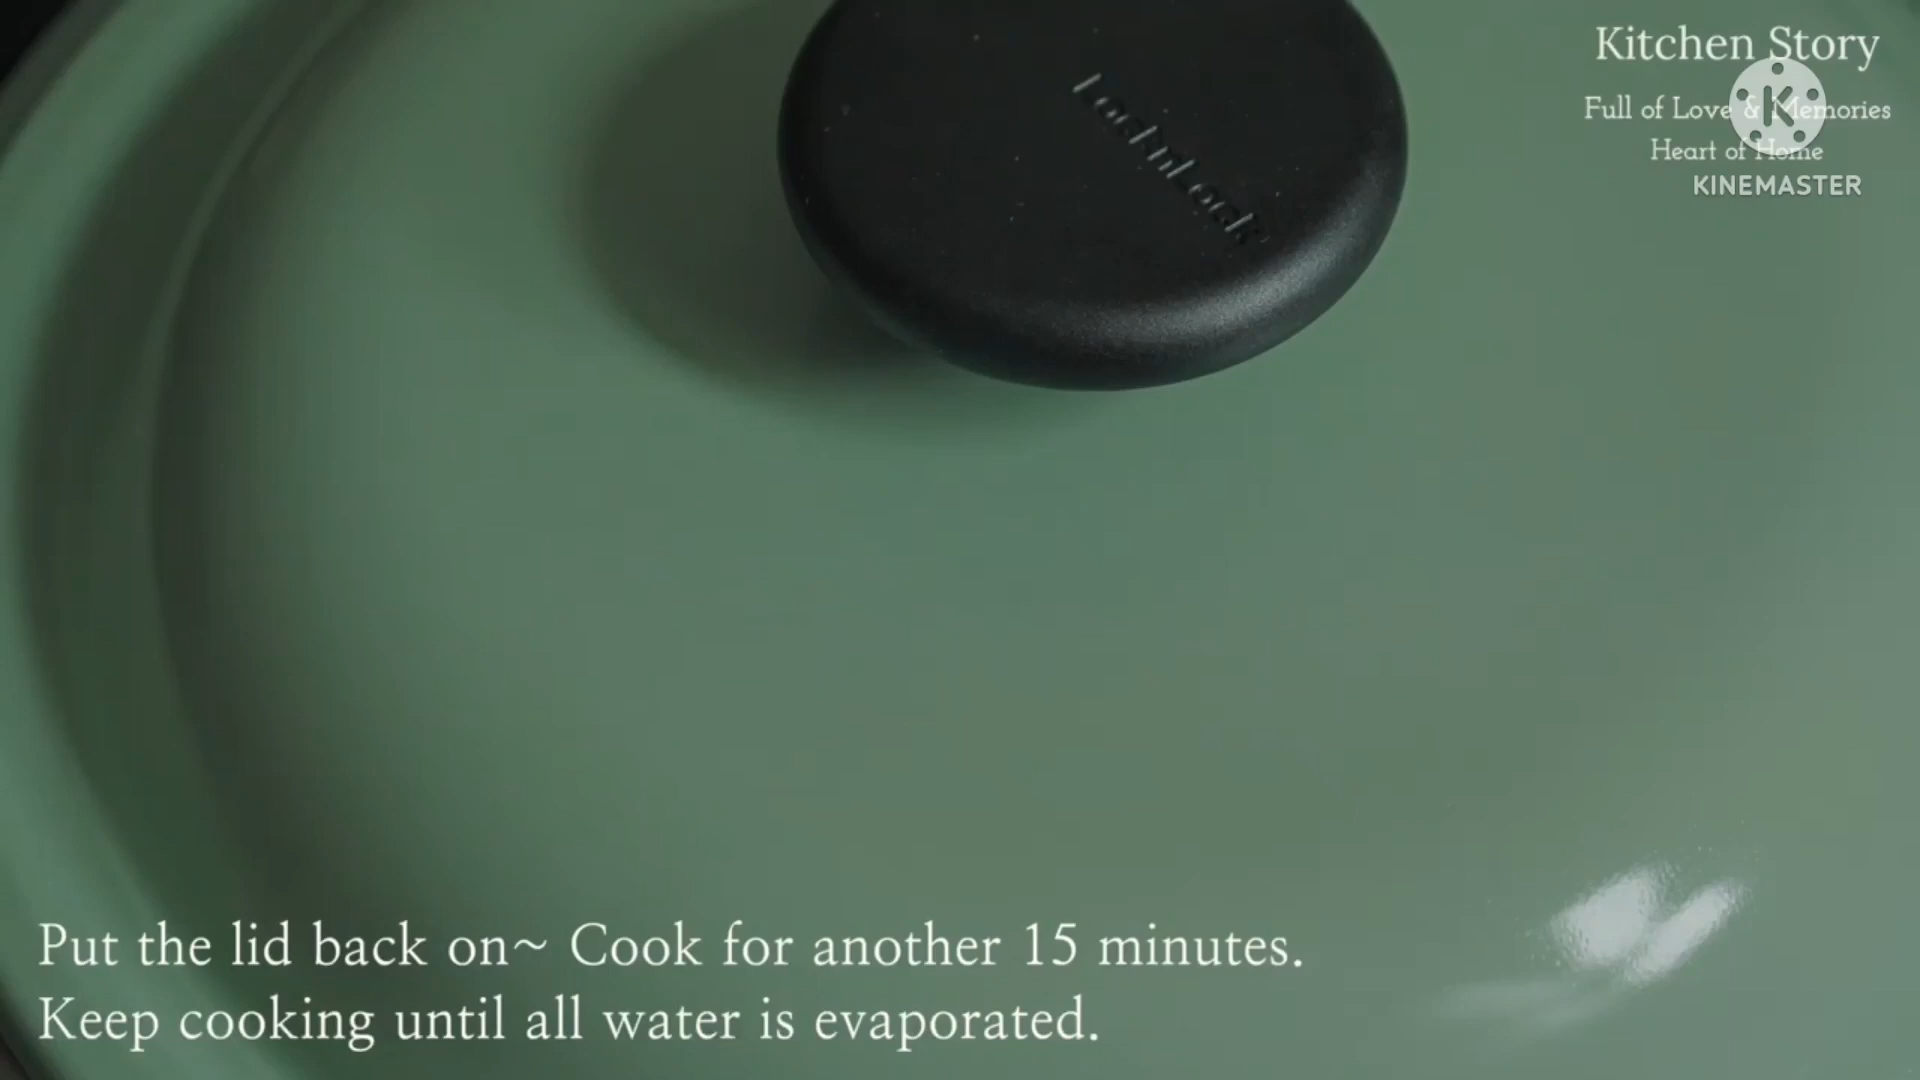 Kitchen Story
Full of Love & Memories
Heart of Home
KINEMASTER
LocknLock
Put the lid back on~ Cook for another 15 minutes.
Keep cooking until all water is evaporated.